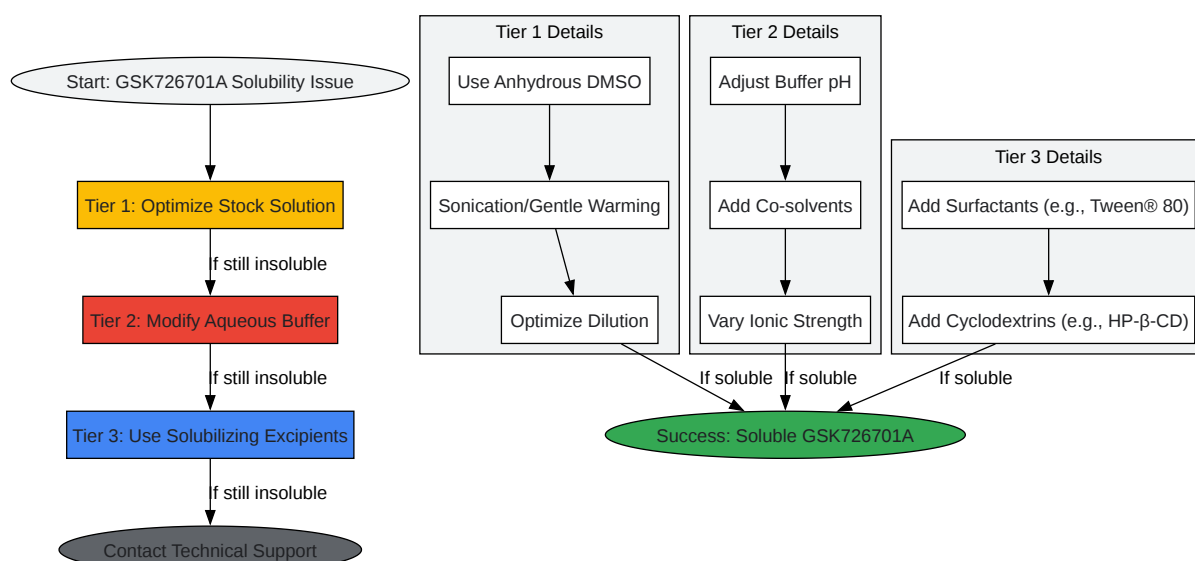 Start: GSK726701A Solubility Issue
Tier 1: Optimize Stock Solution
If still insoluble
Tier 2: Modify Aqueous Buffer
If still insoluble
Tier 3: Use Solubilizing Excipients
If still insoluble
Contact Technical Support
Tier 1 Details
Use Anhydrous DMSO
Sonication/Gentle Warming
Optimize Dilution
If soluble
Tier 2 Details
Adjust Buffer pH
Add Co-solvents
Vary Ionic Strength
If soluble
Tier 3 Details
Add Surfactants (e.g., Tween® 80)
Add Cyclodextrins (e.g., HP-β-CD)
If soluble
Success: Soluble GSK726701A